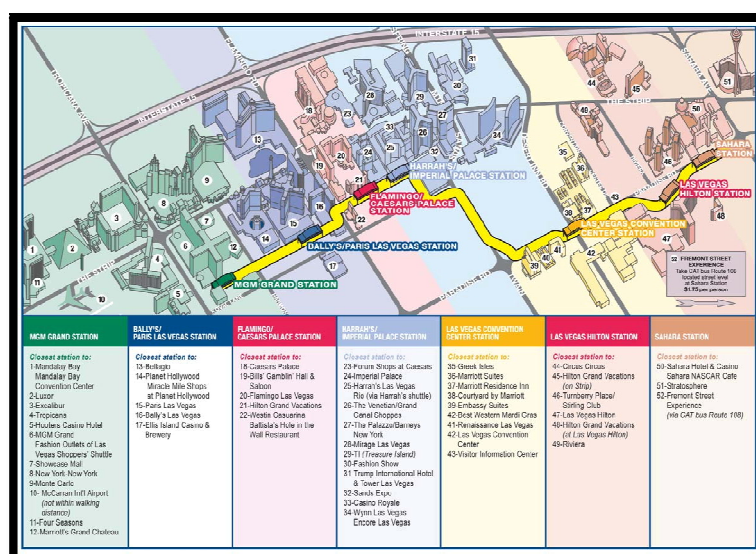 INTERSTATE 15
INTERSTATE 15
THE STRIP
THE STRIP
PARADISE RD
SAHARA
STATION
HARRAH'S/
IMPERIAL PALACE STATION
LAS VEGAS
HILTON STATION
FLAMINGO/
CAESARS PALACE
STATION
LAS VEGAS CONVENTION
CENTER STATION
BALLY'S/PARIS LAS VEGAS STATION
MGM GRAND STATION
52 FREMONT STREET
EXPERIENCE
Take CAT bus Route 108
located street level
at Sahara Station
$1.75 per person
MGM GRAND STATION
Closest station to:
1-Mandalay Bay
Mandalay Bay
Convention Center
2-Luxor
3-Excalibur
4-Tropicana
5-Hooters Casino Hotel
6-MGM Grand
Fashion Outlets of Las
Vegas Shoppers' Shuttle
7-Showcase Mall
8-New York-New York
9-Monte Carlo
10- McCarran Int'l Airport
(not within walking
distance)
11-Four Seasons
12-Marriott's Grand Chateau
BALLY'S/
PARIS LAS VEGAS STATION
Closest station to:
13-Bellagio
14-Planet Hollywood
Miracle Mile Shops
at Planet Hollywood
15-Paris Las Vegas
16-Bally's Las Vegas
17-Ellis Island Casino &
Brewery
FLAMINGO/
CAESARS PALACE STATION
Closest station to:
18-Caesars Palace
19-Bills' Gamblin' Hall &
Saloon
20-Flamingo Las Vegas
21-Hilton Grand Vacations
22-Westin Casuarina
Battista's Hole in the
Wall Restaurant
HARRAH'S/
IMPERIAL PALACE STATION
Closest station to:
23-Forum Shops at Caesars
24-Imperial Palace
25-Harrah's Las Vegas
Rio (via Harrah's shuttle)
26-The Venetian/Grand
Canal Shoppes
27-The Palazzo/Barneys
New York
28-Mirage Las Vegas
29-TI (Treasure Island)
30-Fashion Show
31 Trump International Hotel
& Tower Las Vegas
32-Sands Expo
33-Casino Royale
34-Wynn Las Vegas
Encore Las Vegas
LAS VEGAS CONVENTION
CENTER STATION
Closest station to:
35-Greek Isles
36-Marriott Suites
37-Marriott Residence Inn
38-Courtyard by Marriott
39-Embassy Suites
42-Best Western Mardi Gras
41-Renaissance Las Vegas
42-Las Vegas Convention
Center
43-Visitor Information Center
LAS VEGAS HILTON STATION
Closest station to:
44-Circus Circus
45-Hilton Grand Vacations
(on Strip)
46-Turnberry Place/
Stirling Club
47-Las Vegas Hilton
48-Hilton Grand Vacations
(at Las Vegas Hilton)
49-Riviera
SAHARA STATION
Closest station to:
50-Sahara Hotel & Casino
Sahara NASCAR Cafe
51-Stratosphere
52-Fremont Street
Experience
(via CAT bus Route 108)